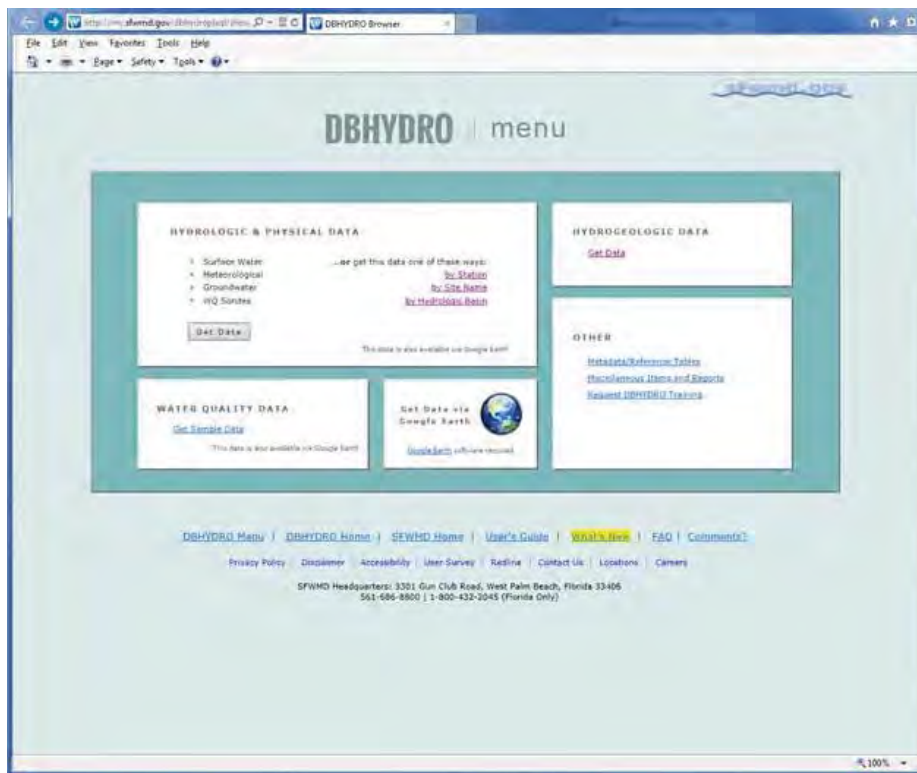 DBHYDRO Browser
File Edit View Favorites Tools Help
Page Safety Tools
DBHYDRO | menu
HYDROLOGIC & PHYSICAL DATA
Surface Water
Meteorological
Groundwater
WQ Sondes
...or get this data one of these ways:
by Station
by Site Name
by Hydrologic Basin
Get Data
This data is also available via Google Earth
HYDROGEOLOGIC DATA
Get Data
OTHER
Metadata/Reference Tables
Miscellaneous Items and Reports
Request DBHYDRO Training
WATER QUALITY DATA
Get Sample Data
This data is also available via Google Earth
Get Data via
Google Earth
Google Earth software required
DBHYDRO Menu | DBHYDRO Home | SFWMD Home | User's Guide | What's New | FAQ | Comments?
Privacy Policy | Disclaimer | Accessibility | User Survey | Redline | Contact Us | Locations | Careers
SFWMD Headquarters: 3301 Gun Club Road, West Palm Beach, Florida 33406
561-686-8800 | 1-800-432-2045 (Florida Only)
100%